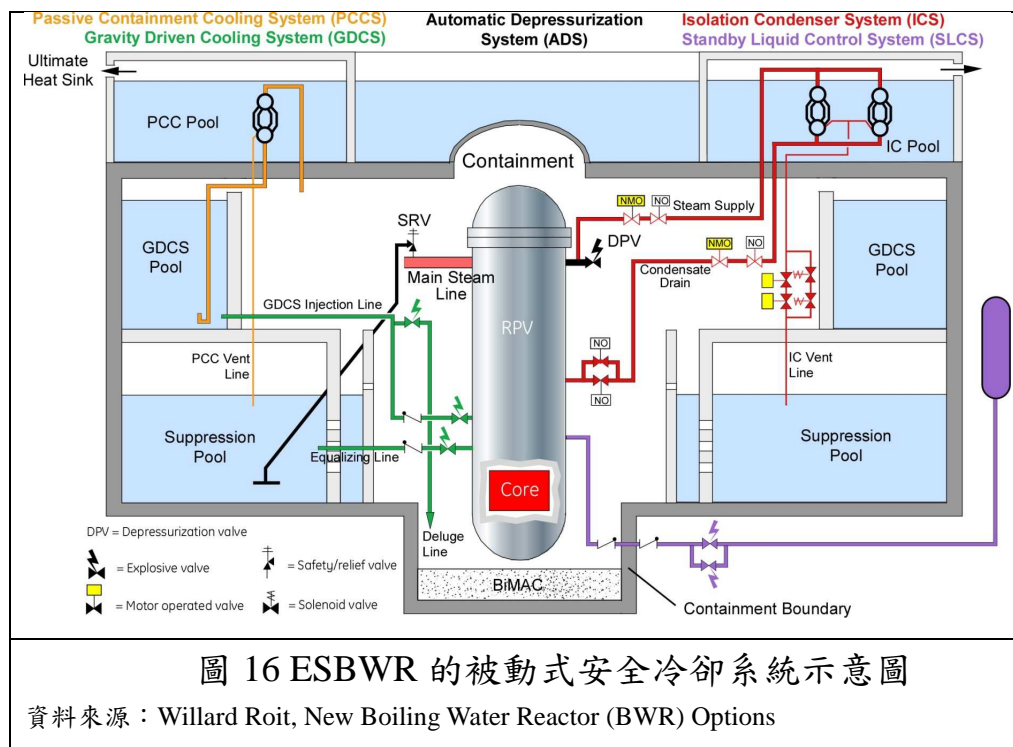 Passive Containment Cooling System (PCCS)
Gravity Driven Cooling System (GDCS)
Automatic Depressurization
System (ADS)
Isolation Condenser System (ICS)
Standby Liquid Control System (SLCS)
Ultimate
Heat Sink
PCC Pool
Containment
IC Pool
NMO
NO
Steam Supply
SRV
DPV
NMO
NO
GDCS
Pool
Main Steam
Line
Condensate
Drain
GDCS
Pool
GDCS Injection Line
RPV
NO
NO
PCC Vent
Line
IC Vent
Line
Suppression
Pool
Equalizing Line
Suppression
Pool
Core
DPV = Depressurization valve
Deluge
Line
= Explosive valve
= Safety/relief valve
= Motor operated valve
= Solenoid valve
BiMAC
Containment Boundary
圖 16 ESBWR 的被動式安全冷卻系統示意圖
資料來源：Willard Roit, New Boiling Water Reactor (BWR) Options